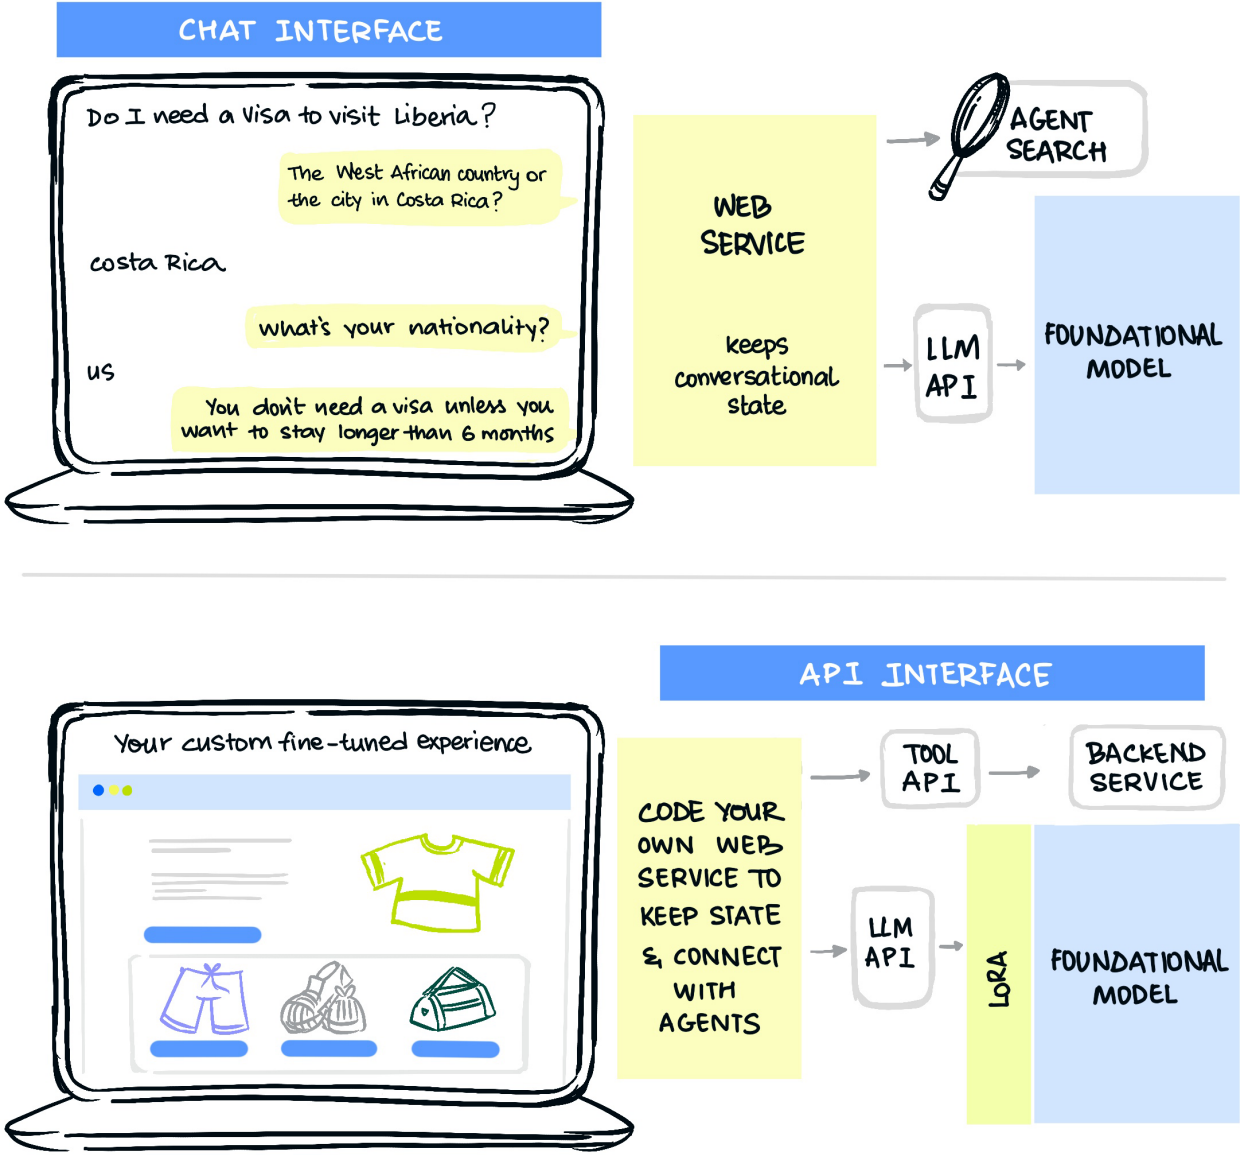 CHAT INTERFACE
Do I need a Visa to visit Liberia?
The West African country or
the city in Costa Rica?
costa Rica
what's your nationality?
us
You don't need a visa unless you
want to stay longer than 6 months
WEB
SERVICE
keeps
conversational
state
AGENT
SEARCH
LLM
API
FOUNDATIONAL
MODEL
API INTERFACE
Your custom fine-tuned experience
CODE YOUR
OWN WEB
SERVICE TO
KEEP STATE
& CONNECT
WITH
AGENTS
TOOL
API
BACKEND
SERVICE
LLM
API
LORA
FOUNDATIONAL
MODEL